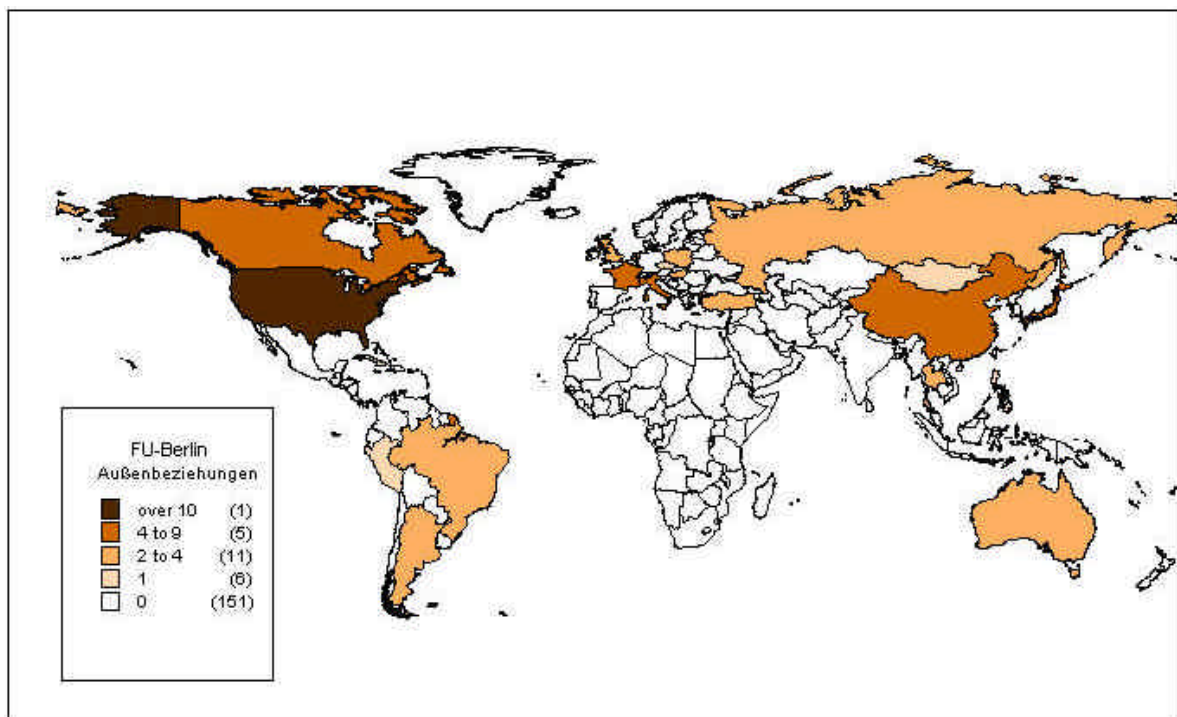 FU-Berlin
Außenbeziehungen
over 10 (1)
4 to 9 (5)
2 to 4 (11)
1 (6)
0 (151)